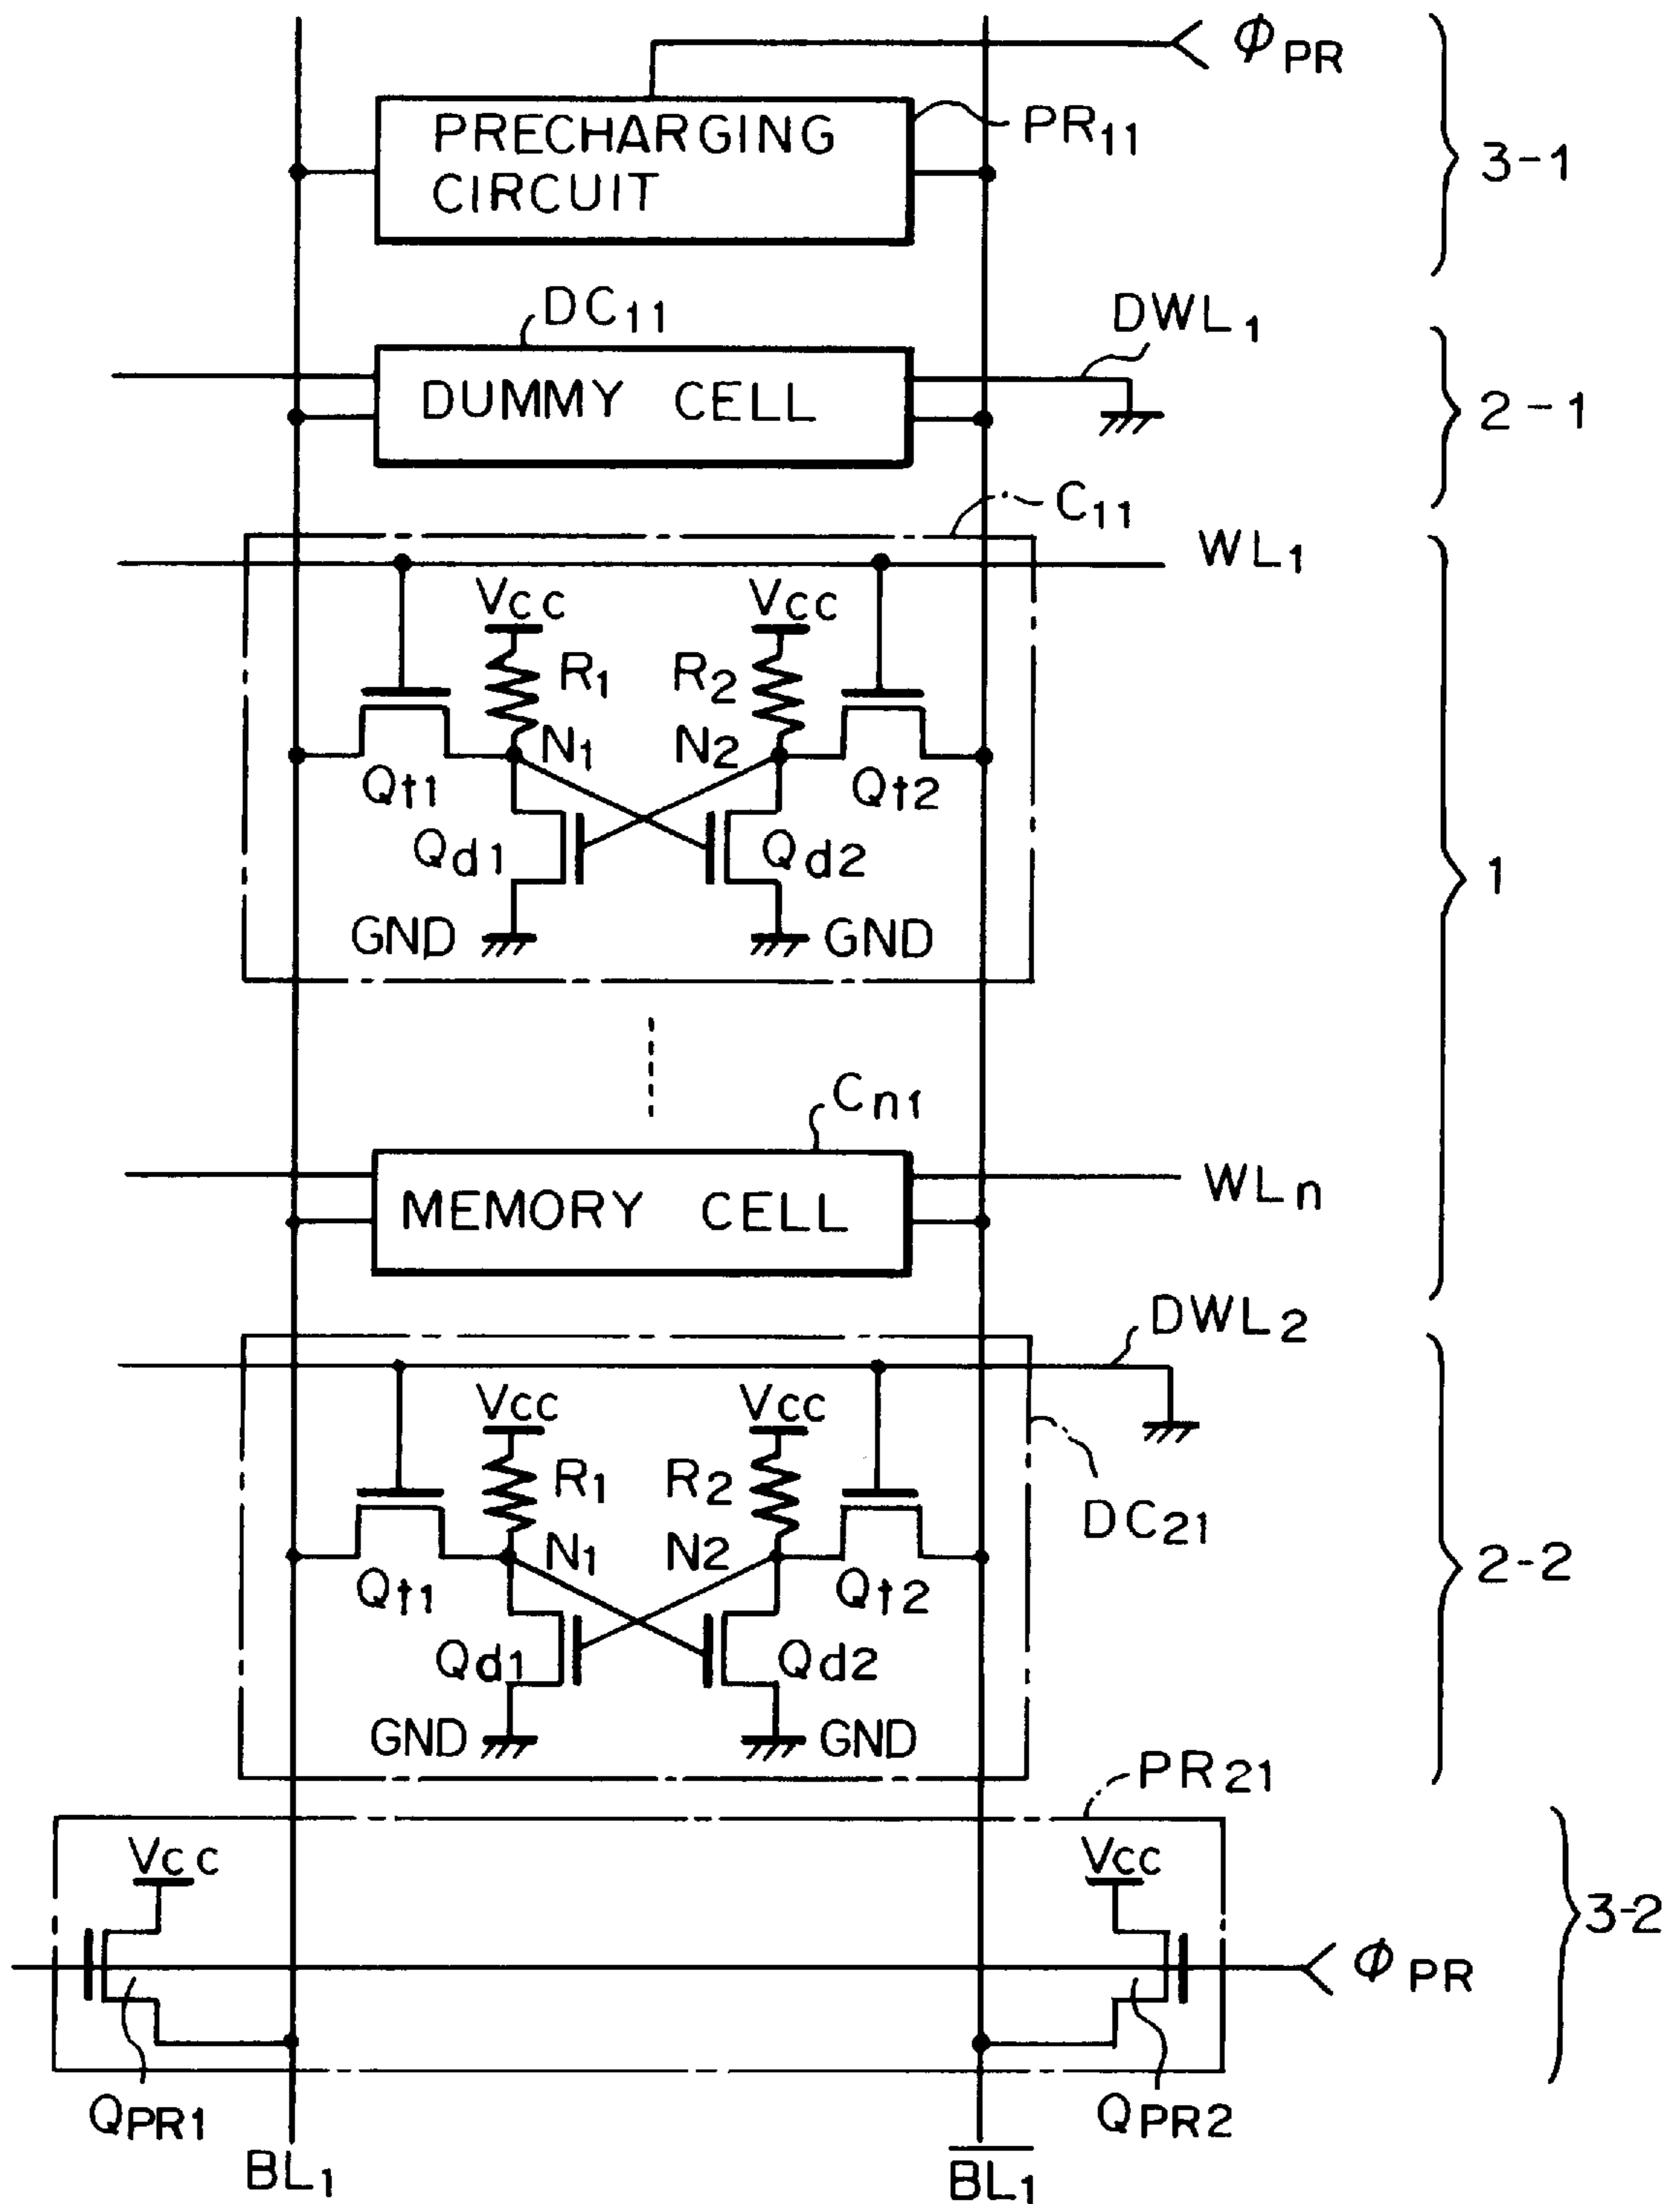 ΦPR
PRECHARGING
CIRCUIT
PR11
3-1
DC11
DWL1
DUMMY CELL
2-1
C11
WL1
Vcc Vcc
R1 R2
N1 N2
Qt1 Qt2
Qd1 Qd2
GND GND
1
Cn1
MEMORY CELL
WLn
DWL2
Vcc Vcc
R1 R2
DC21
N1 N2
Qt1 Qt2
2-2
Qd1 Qd2
GND GND
PR21
Vcc Vcc
3-2
ΦPR
QPR1 QPR2
BL1 B̅L̅1̅